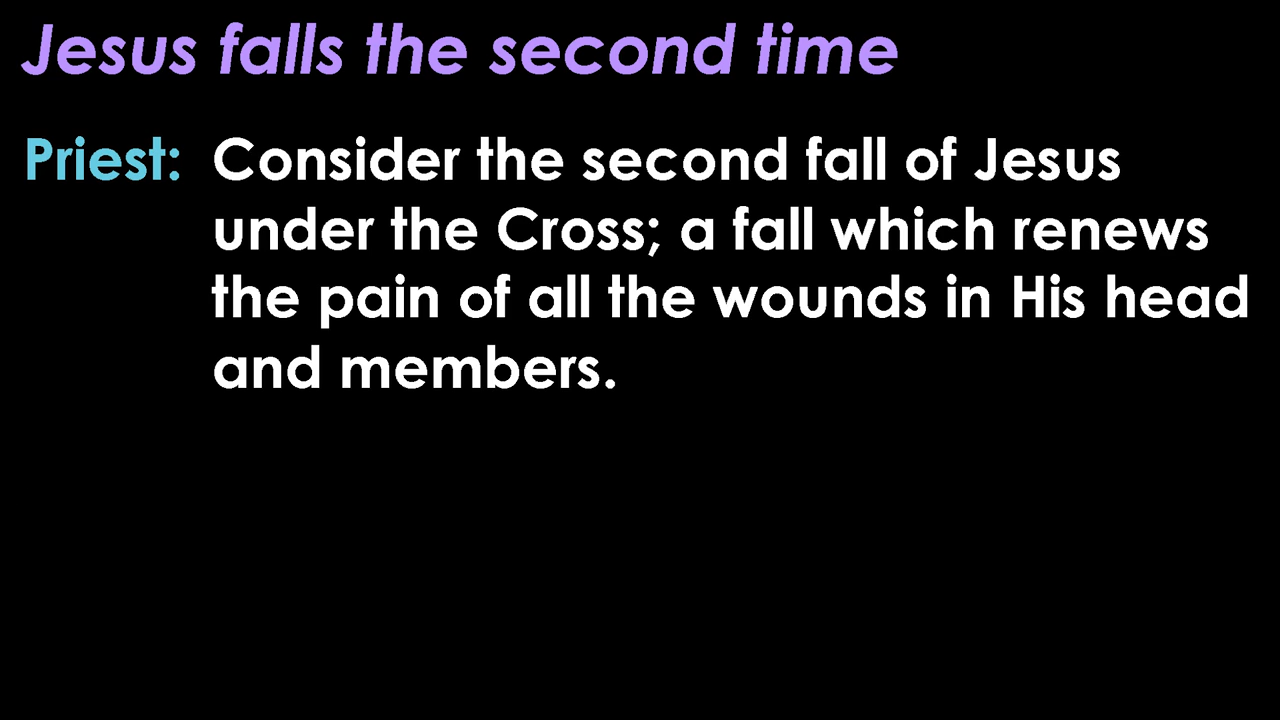 Jesus falls the second time
Priest: Consider the second fall of Jesus
under the Cross; a fall which renews
the pain of all the wounds in His head
and members.